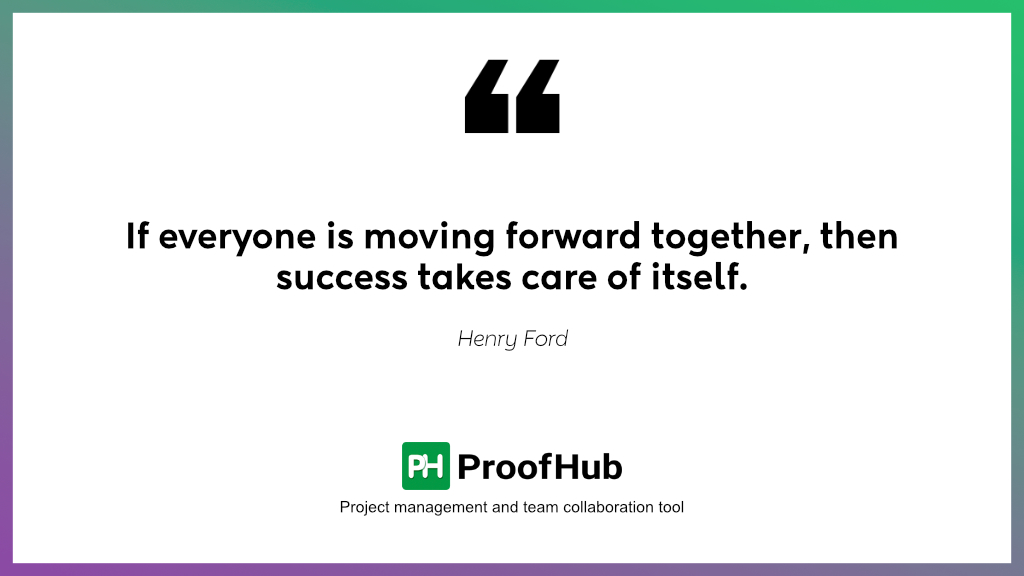 “
If everyone is moving forward together, then
success takes care of itself.
Henry Ford
PH ProofHub
Project management and team collaboration tool